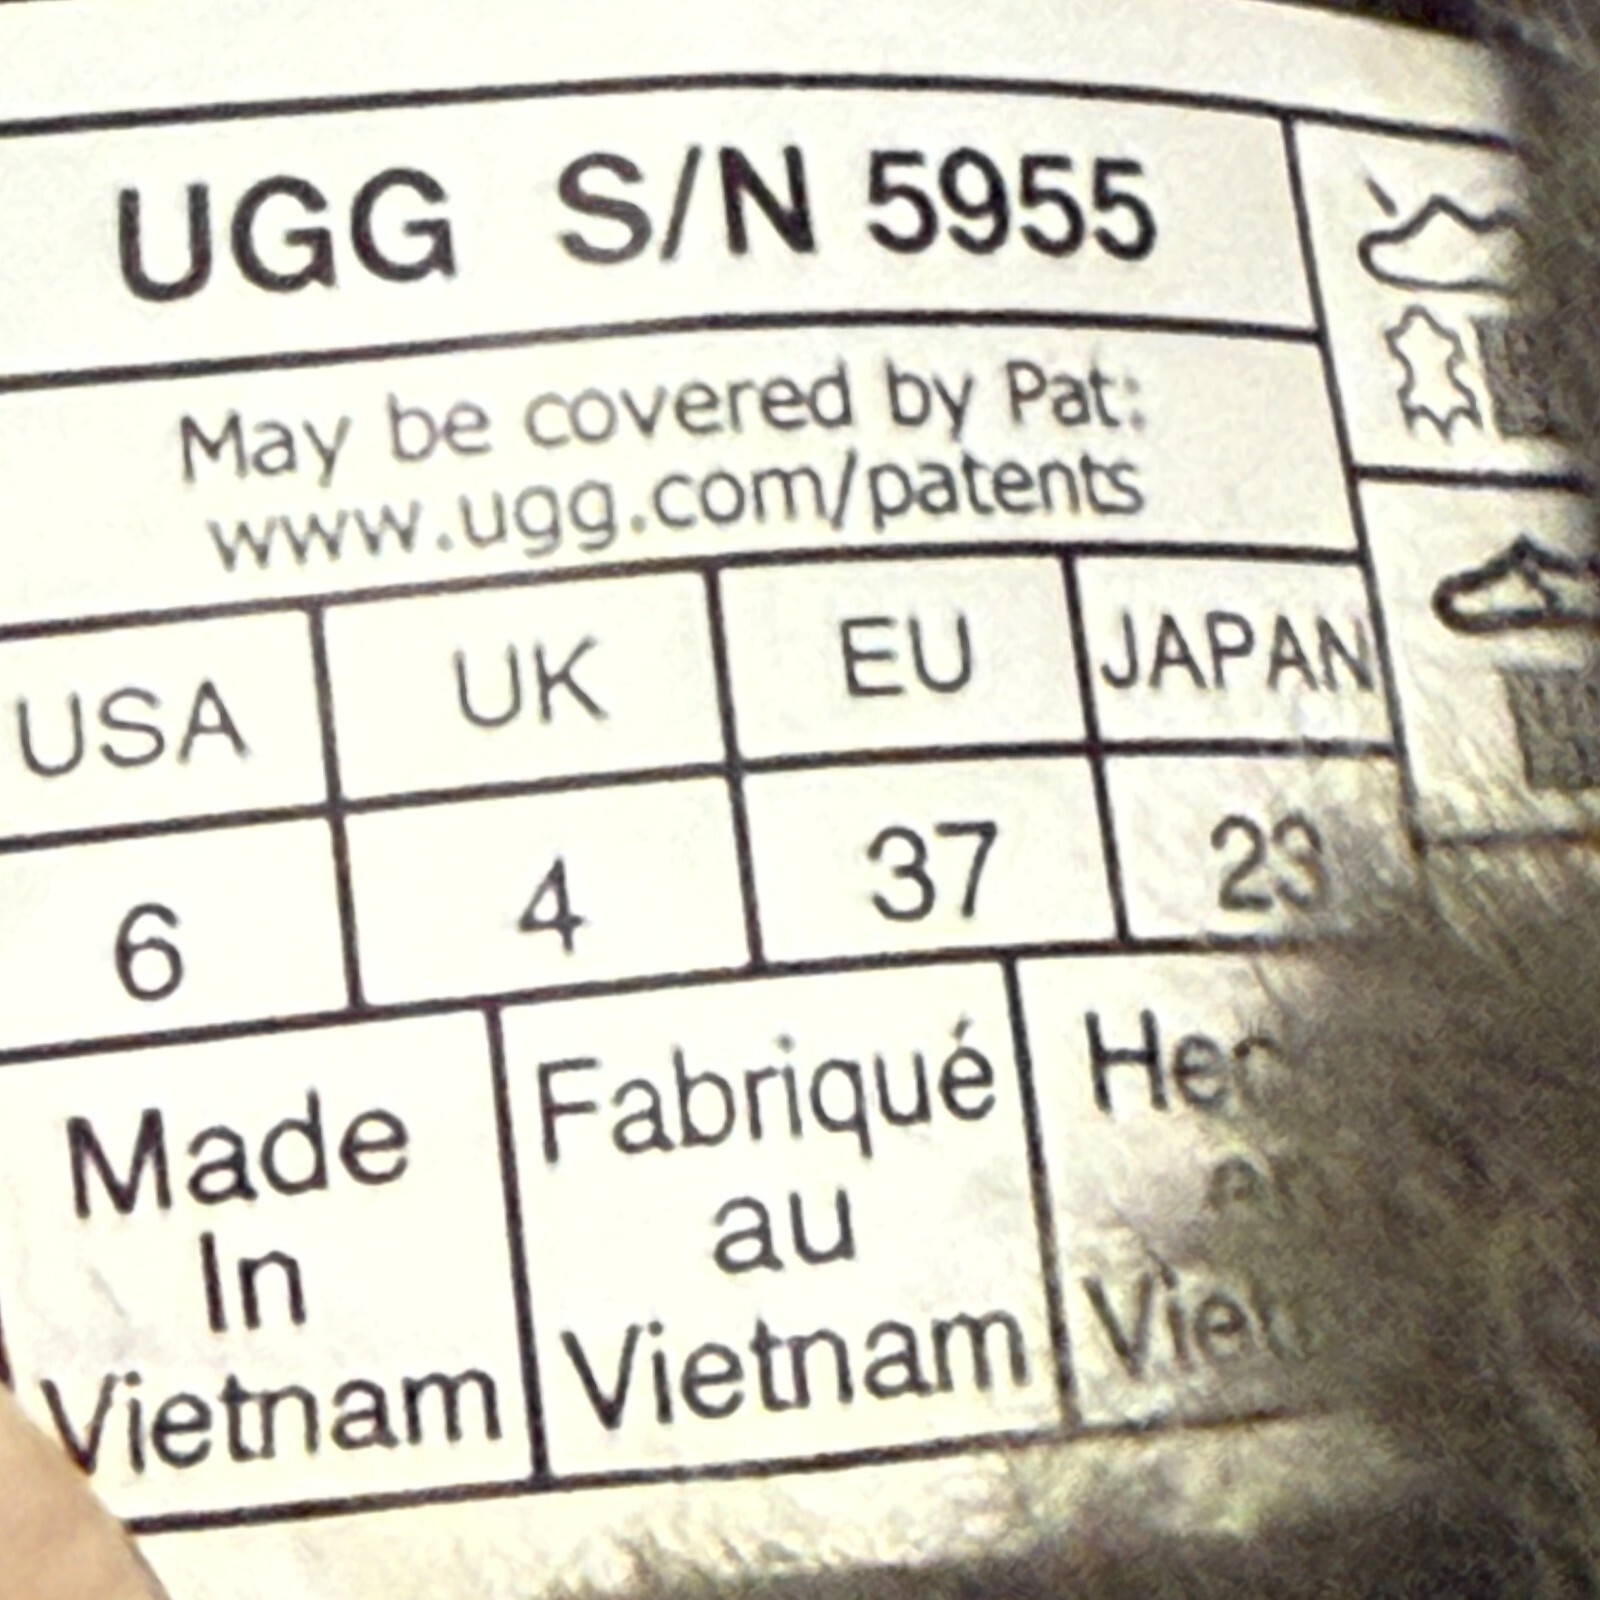 UGG S/N 5955
May be covered by Pat:
www.ugg.com/patents
USA UK EU JAPAN
6 4 37 23
Made
In
Vietnam
Fabriqué
au
Vietnam